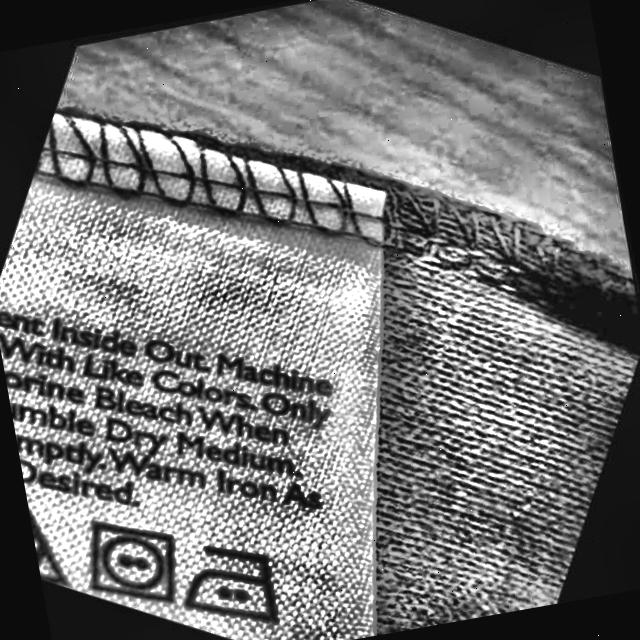 ent Inside Out. Machine
With Like Colors. Only
orine Bleach When
umble Dry Medium.
mptly. Warm Iron As
Desired.